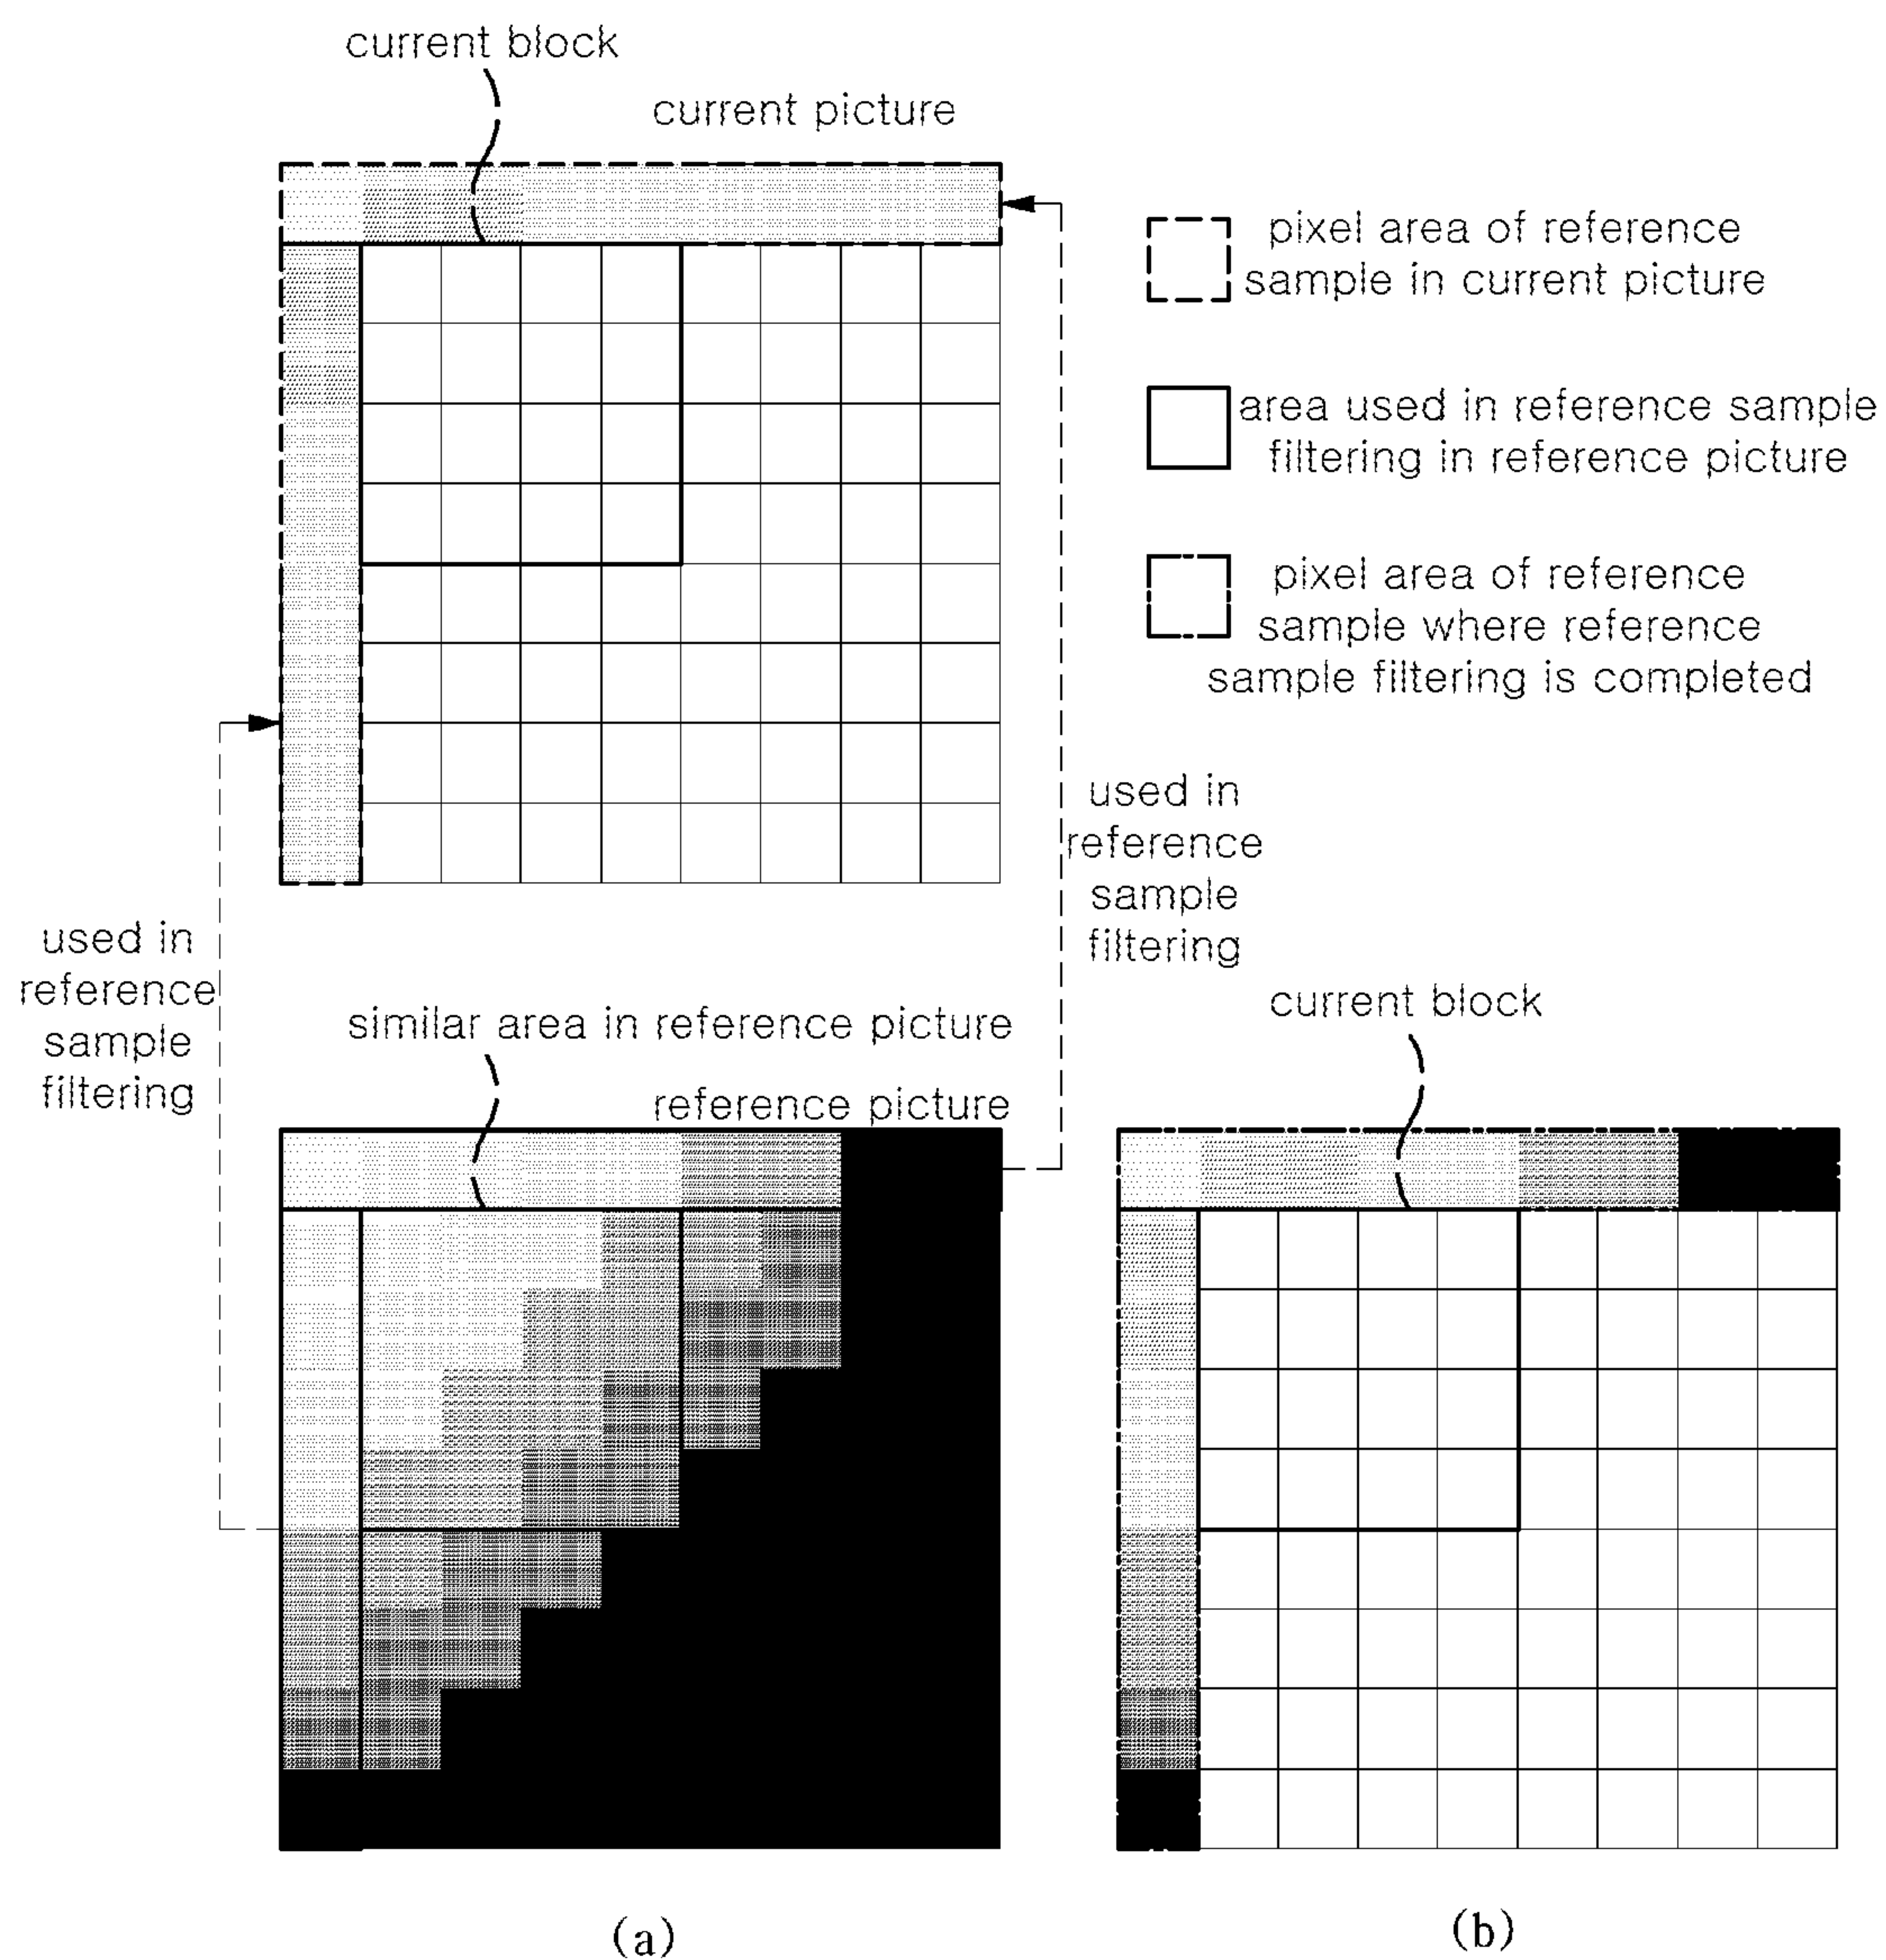 current block
current picture
pixel area of reference
sample in current picture
area used in reference sample
filtering in reference picture
pixel area of reference
sample where reference
sample filtering is completed
used in
reference
sample
filtering
used in
reference
sample
filtering
similar area in reference picture
reference picture
current block
(a)
(b)